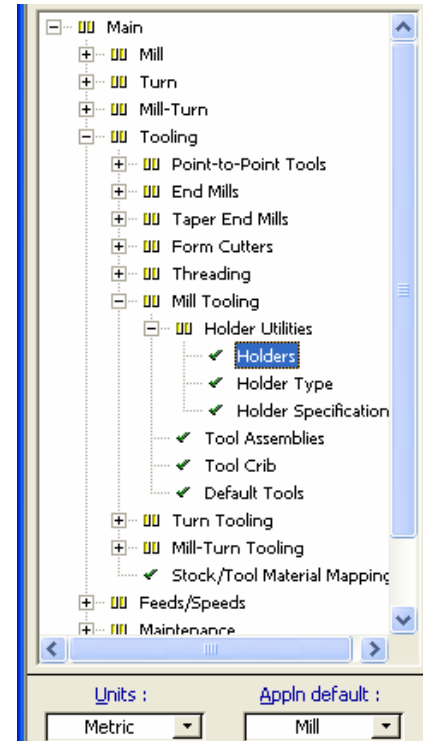 Main
Mill
Turn
Mill-Turn
Tooling
Point-to-Point Tools
End Mills
Taper End Mills
Form Cutters
Threading
Mill Tooling
Holder Utilities
Holders
Holder Type
Holder Specification
Tool Assemblies
Tool Crib
Default Tools
Turn Tooling
Mill-Turn Tooling
Stock/Tool Material Mapping
Feeds/Speeds
Maintenance
Units : Appln default :
Metric Mill